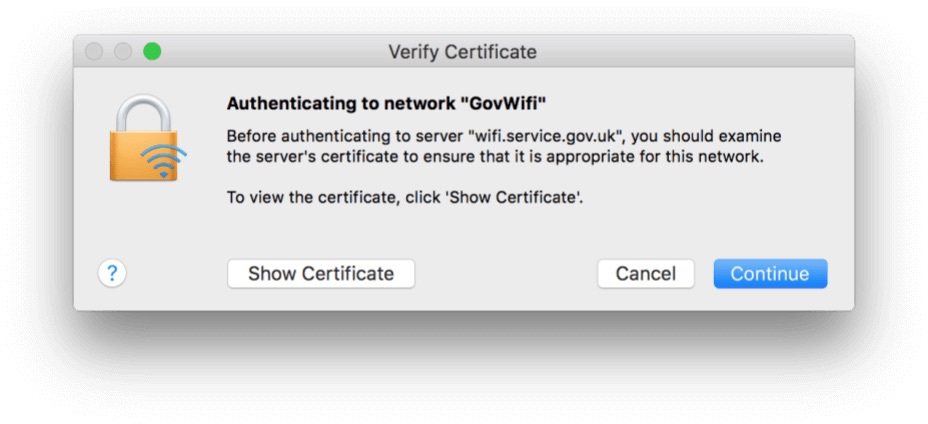 Verify Certificate
Authenticating to network "GovWifi"
Before authenticating to server "wifi.service.gov.uk", you should examine
the server's certificate to ensure that it is appropriate for this network.
To view the certificate, click 'Show Certificate'.
?
Show Certificate
Cancel
Continue